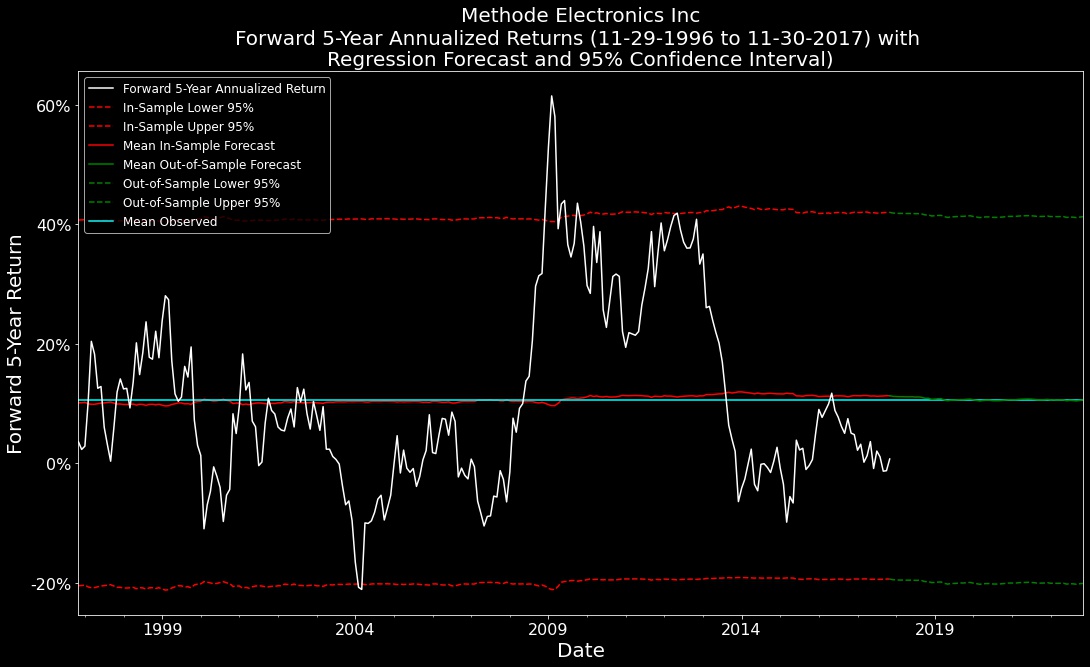 Methode Electronics Inc
Forward 5-Year Annualized Returns (11-29-1996 to 11-30-2017) with
Regression Forecast and 95% Confidence Interval)
Forward 5-Year Annualized Return
In-Sample Lower 95%
In-Sample Upper 95%
Mean In-Sample Forecast
Mean Out-of-Sample Forecast
Out-of-Sample Lower 95%
Out-of-Sample Upper 95%
Mean Observed
Forward 5-Year Return
60%
40%
20%
0%
-20%
1999
2004
2009
2014
2019
Date